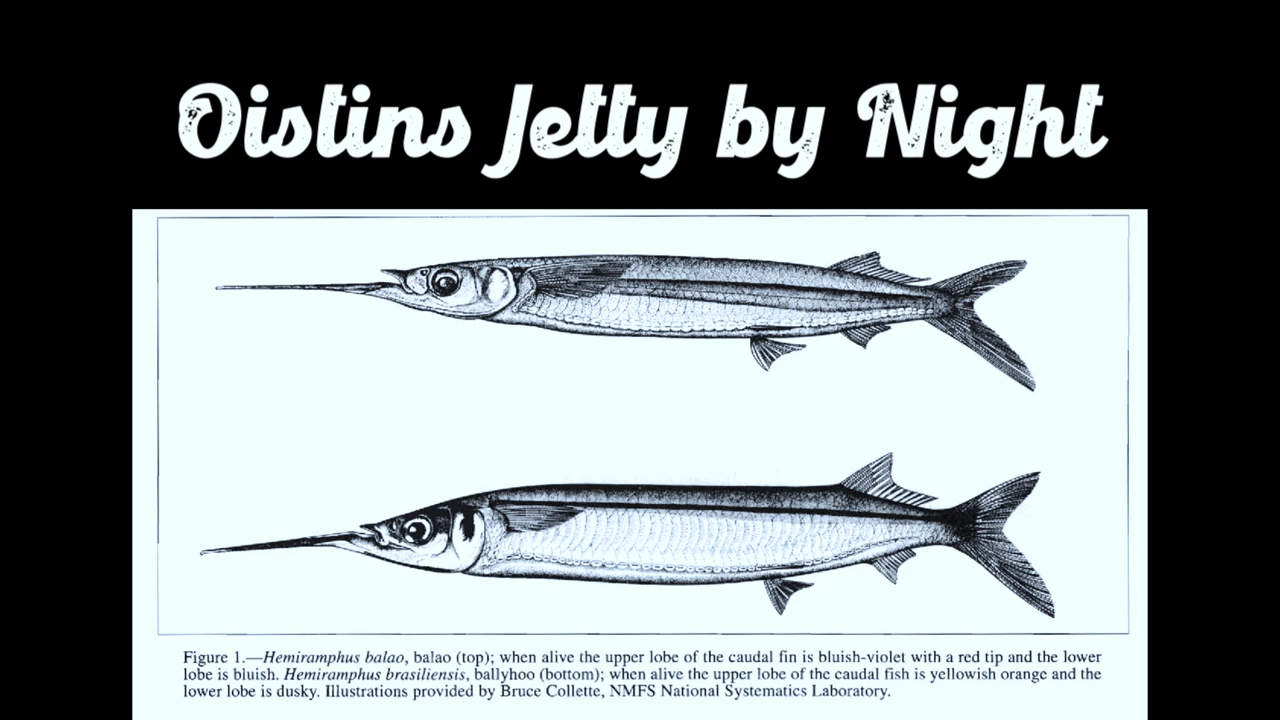 Oistins Jetty by Night
Figure 1.—Hemiramphus balao, balao (top); when alive the upper lobe of the caudal fin is bluish-violet with a red tip and the lower
lobe is bluish. Hemiramphus brasiliensis, ballyhoo (bottom); when alive the upper lobe of the caudal fish is yellowish orange and the
lower lobe is dusky. Illustrations provided by Bruce Collette, NMFS National Systematics Laboratory.